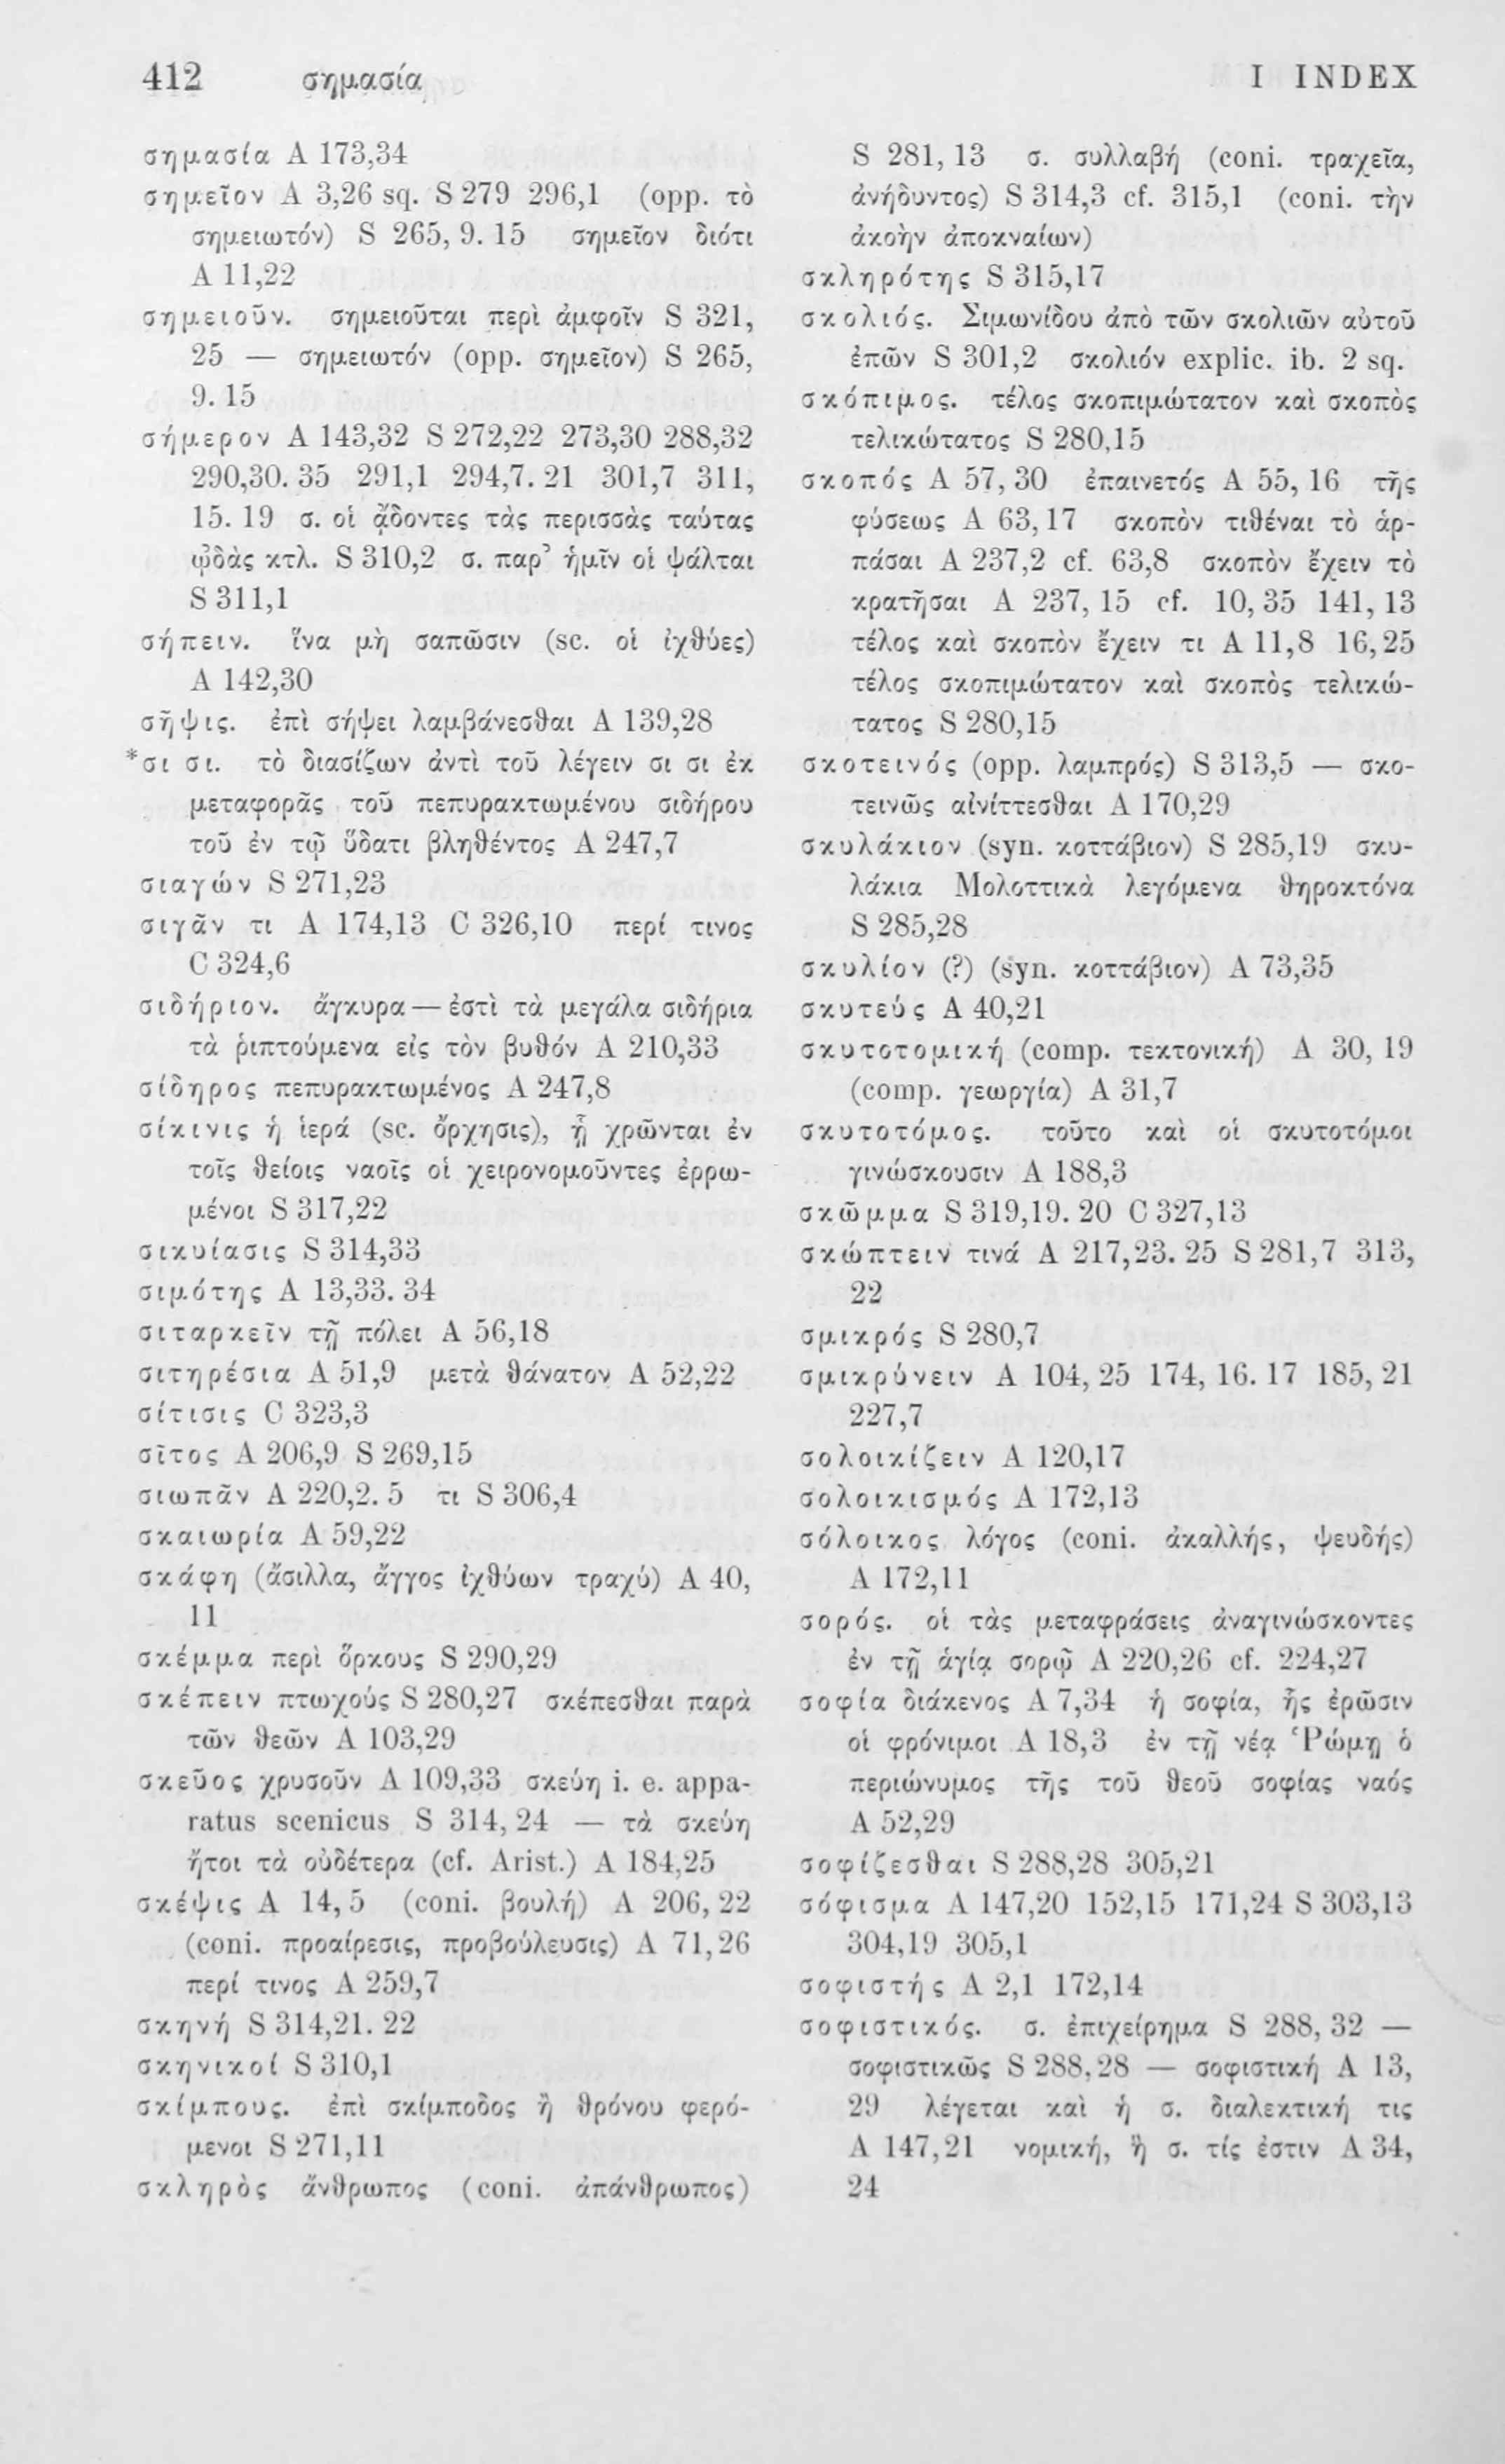 412 σημασία I INDEX
σημασία A 173,34
σημεῖον A 3,26 sq. S 279 296,1 (opp. τὸ
σημειωτόν) S 265, 9. 15 σημεῖον διότι
A 11,22
σημειοῦν. σημειοῦται περὶ ἀμφοῖν S 321,
25 — σημειωτόν (opp. σημεῖον) S 265,
9. 15
σήμερον A 143,32 S 272,22 273,30 288,32
290,30. 35 291,1 294,7. 21 301,7 311,
15. 19 σ. οἱ ᾄδοντες τὰς περισσὰς ταύτας
ᾠδὰς κτλ. S 310,2 σ. παρ’ ἡμῖν οἱ ψάλται
S 311,1
σήπειν. ἵνα μὴ σαπῶσιν (sc. οἱ ἰχθύες)
A 142,30
σῆψις. ἐπὶ σήψει λαμβάνεσθαι A 139,28
*σι σι. τὸ διασίζων ἀντὶ τοῦ λέγειν σι σι ἐκ
μεταφορᾶς τοῦ πεπυρακτωμένου σιδήρου
τοῦ ἐν τῷ ὕδατι βληθέντος A 247,7
σιαγών S 271,23
σιγᾶν τι A 174,13 C 326,10 περί τινος
C 324,6
σιδήριον. ἄγκυρα — ἐστὶ τὰ μεγάλα σιδήρια
τὰ ῥιπτούμενα εἰς τὸν βυθόν A 210,33
σίδηρος πεπυρακτωμένος A 247,8
σίκινις ἡ ἱερά (sc. ὄρχησις), ᾗ χρῶνται ἐν
τοῖς θείοις ναοῖς οἱ χειρονομοῦντες ἐρρω-
μένοι S 317,22
σικυίασις S 314,33
σιμότης A 13,33. 34
σιταρκεῖν τῇ πόλει A 56,18
σιτηρέσια A 51,9 μετὰ θάνατον A 52,22
σίτισις C 323,3
σῖτος A 206,9 S 269,15
σιωπᾶν A 220,2. 5 τι S 306,4
σκαιωρία A 59,22
σκάφη (ἄσιλλα, ἄγγος ἰχθύων τραχύ) A 40,
11
σκέμμα περὶ ὅρκους S 290,29
σκέπειν πτωχούς S 280,27 σκέπεσθαι παρὰ
τῶν θεῶν A 103,29
σκεῦος χρυσοῦν A 109,33 σκεύη i. e. appa-
ratus scenicus S 314, 24 — τὰ σκεύη
ἤτοι τὰ οὐδέτερα (cf. Arist.) A 184,25
σκέψις A 14, 5 (coni. βουλή) A 206, 22
(coni. προαίρεσις, προβούλευσις) A 71,26
περί τινος A 259,7
σκηνή S 314,21. 22
σκηνικοί S 310,1
σκίμπους. ἐπὶ σκίμποδος ἢ θρόνου φερό-
μενοι S 271,11
σκληρὸς ἄνθρωπος (coni. ἀπάνθρωπος)
S 281, 13 σ. συλλαβή (coni. τραχεῖα,
ἀνήδυντος) S 314,3 cf. 315,1 (coni. τὴν
ἀκοὴν ἀποκναίων)
σκληρότης S 315,17
σκολιός. Σιμωνίδου ἀπὸ τῶν σκολιῶν αὐτοῦ
ἐπῶν S 301,2 σκολιόν explic. ib. 2 sq.
σκόπιμος. τέλος σκοπιμώτατον καὶ σκοπὸς
τελικώτατος S 280,15
σκοπός A 57, 30 ἐπαινετός A 55, 16 τῆς
φύσεως A 63, 17 σκοπὸν τιθέναι τὸ ἁρ-
πάσαι A 237,2 cf. 63,8 σκοπὸν ἔχειν τὸ
κρατῆσαι A 237, 15 cf. 10, 35 141, 13
τέλος καὶ σκοπὸν ἔχειν τι A 11,8 16,25
τέλος σκοπιμώτατον καὶ σκοπὸς τελικώ-
τατος S 280,15
σκοτεινός (opp. λαμπρός) S 313,5 — σκο-
τεινῶς αἰνίττεσθαι A 170,29
σκυλάκιον (syn. κοττάβιον) S 285,19 σκυ-
λάκια Μολοττικὰ λεγόμενα θηροκτόνα
S 285,28
σκυλίον (?) (syn. κοττάβιον) A 73,35
σκυτεύς A 40,21
σκυτοτομική (comp. τεκτονική) A 30, 19
(comp. γεωργία) A 31,7
σκυτοτόμος. τοῦτο καὶ οἱ σκυτοτόμοι
γινώσκουσιν A 188,3
σκῶμμα S 319,19. 20 C 327,13
σκώπτειν τινά A 217,23. 25 S 281,7 313,
22
σμικρός S 280,7
σμικρύνειν A 104, 25 174, 16. 17 185, 21
227,7
σολοικίζειν A 120,17
σολοικισμός A 172,13
σόλοικος λόγος (coni. ἀκαλλής, ψευδής)
A 172,11
σορός. οἱ τὰς μεταφράσεις ἀναγινώσκοντες
ἐν τῇ ἁγίᾳ σορῷ A 220,26 cf. 224,27
σοφία διάκενος A 7,34 ἡ σοφία, ἧς ἐρῶσιν
οἱ φρόνιμοι A 18,3 ἐν τῇ νέᾳ Ῥώμῃ ὁ
περιώνυμος τῆς τοῦ θεοῦ σοφίας ναός
A 52,29
σοφίζεσθαι S 288,28 305,21
σόφισμα A 147,20 152,15 171,24 S 303,13
304,19 305,1
σοφιστής A 2,1 172,14
σοφιστικός. σ. ἐπιχείρημα S 288, 32 —
σοφιστικῶς S 288,28 — σοφιστική A 13,
29 λέγεται καὶ ἡ σ. διαλεκτική τις
A 147,21 νομική, ἢ σ. τίς ἐστιν A 34,
24